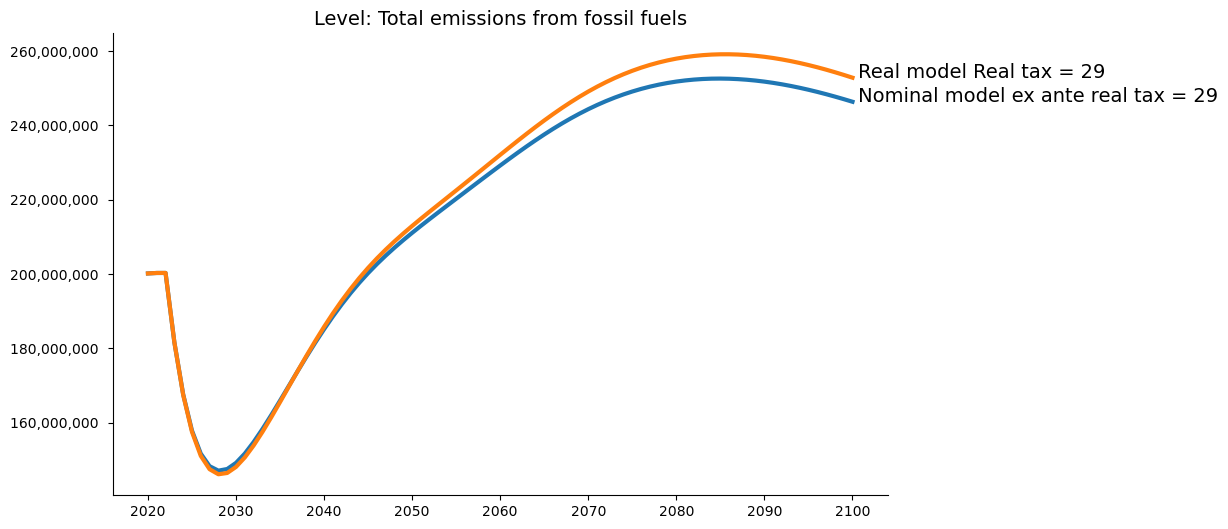 Level: Total emissions from fossil fuels
260,000,000
240,000,000
220,000,000
200,000,000
180,000,000
160,000,000
Real model Real tax = 29
Nominal model ex ante real tax = 29
2020 2030 2040 2050 2060 2070 2080 2090 2100